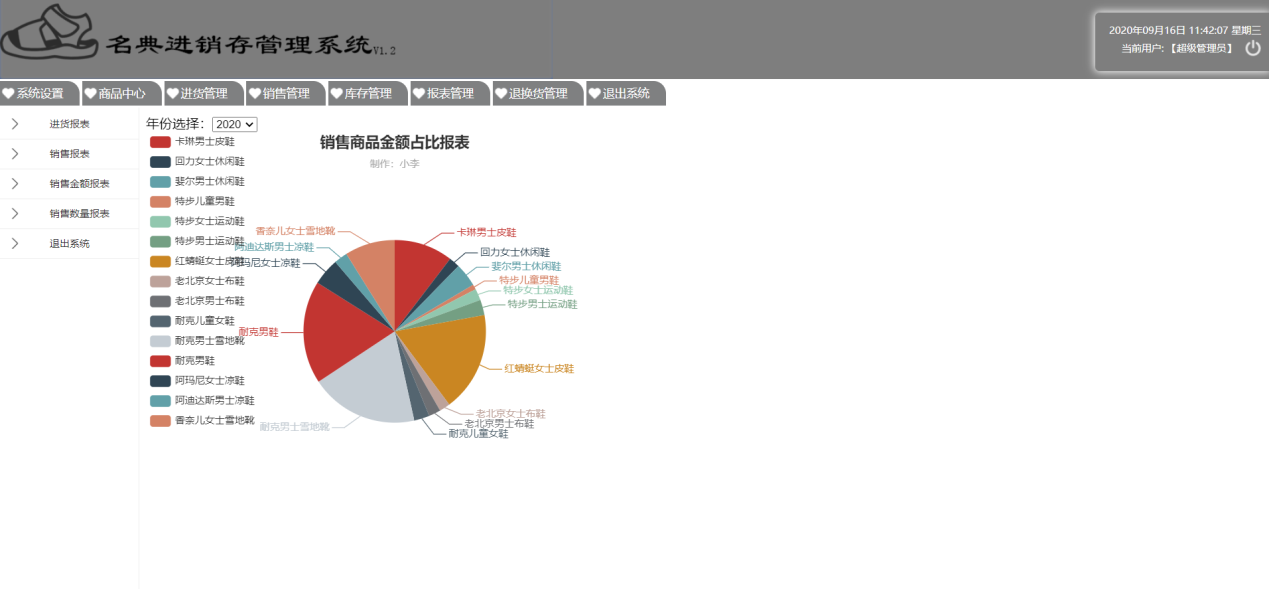 名典进销存管理系统V1.2
2020年09月16日 11:42:07 星期三
当前用户:【超级管理员】
系统设置 商品中心 进货管理 销售管理 库存管理 报表管理 退换货管理 退出系统
进货报表
销售报表
销售金额报表
销售数量报表
退出系统
年份选择: 2020
销售商品金额占比报表
制作: 小李
卡琳男士皮鞋
回力女士休闲鞋
斐尔男士休闲鞋
特步儿童男鞋
特步女士运动鞋
特步男士运动鞋
红蜻蜓女士皮鞋
老北京女士布鞋
老北京男士布鞋
耐克儿童女鞋
耐克男士雪地靴
耐克男鞋
阿玛尼女士凉鞋
阿迪达斯男士凉鞋
香奈儿女士雪地靴
卡琳男士皮鞋
回力女士休闲鞋
斐尔男士休闲鞋
特步儿童男鞋
特步女士运动鞋
特步男士运动鞋
红蜻蜓女士皮鞋
老北京女士布鞋
老北京男士布鞋
耐克儿童女鞋
耐克男士雪地靴
耐克男鞋
阿玛尼女士凉鞋
阿迪达斯男士凉鞋
香奈儿女士雪地靴